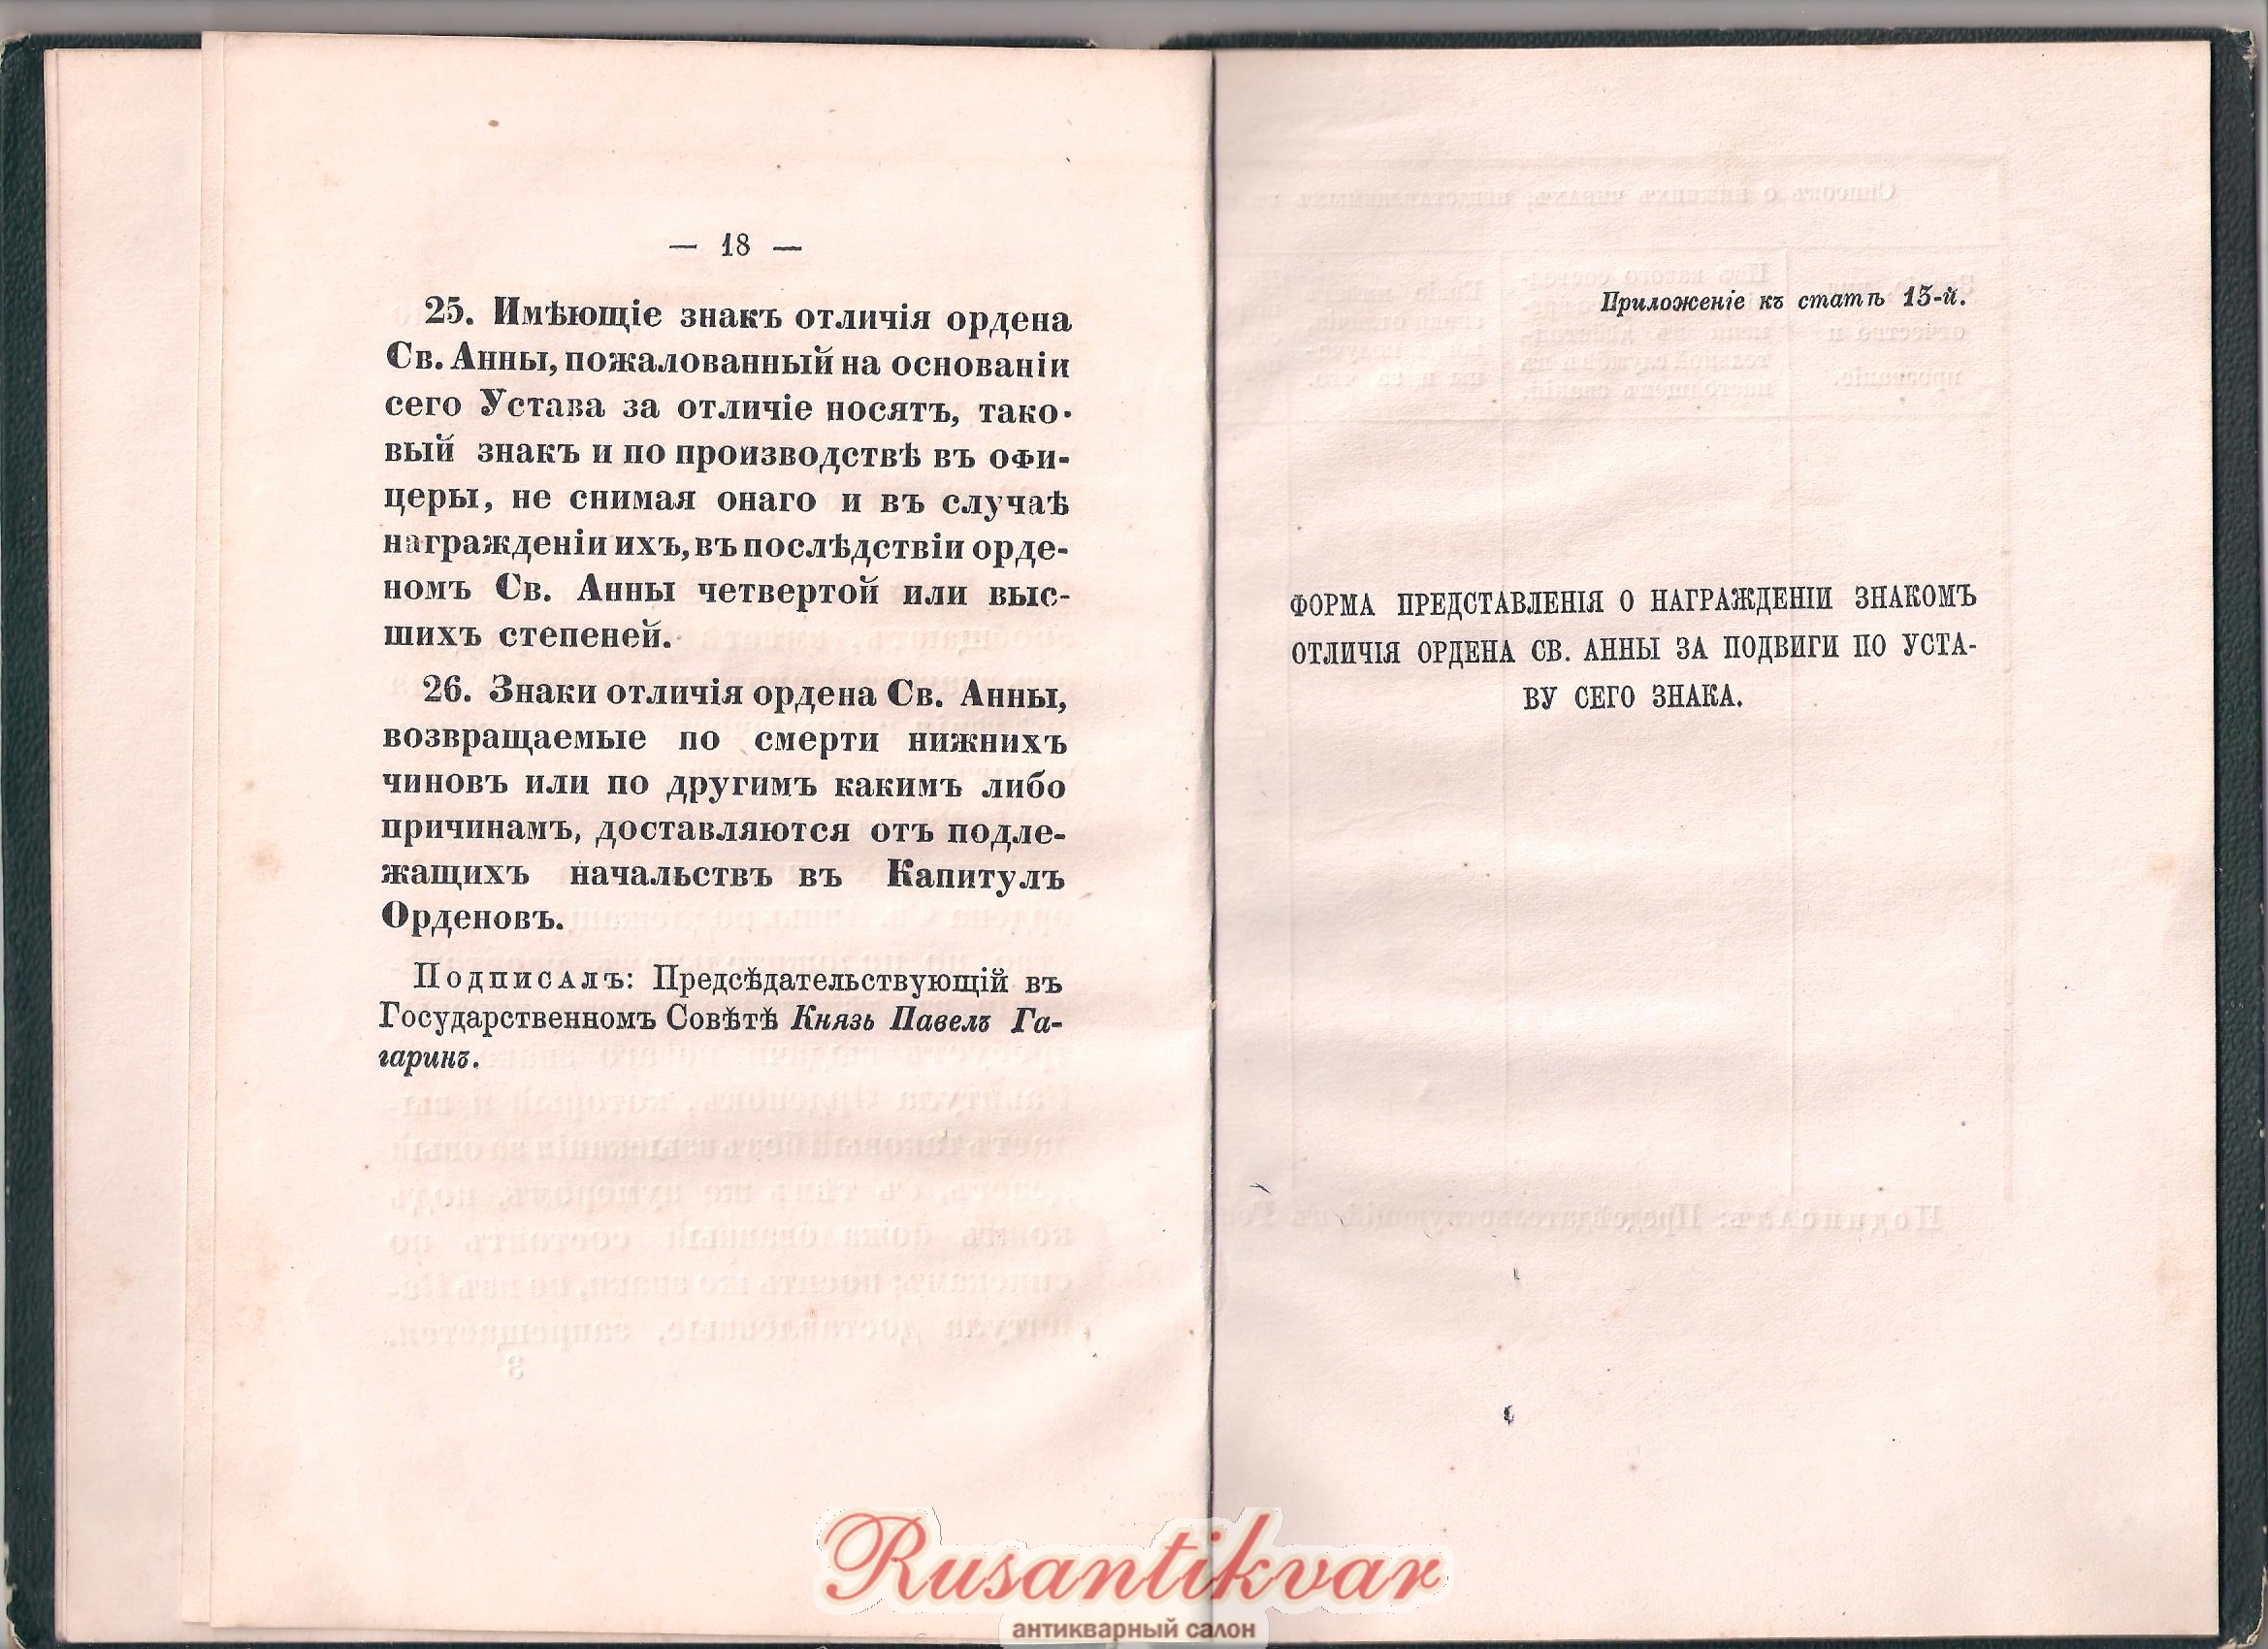 — 18 —
25. Имѣющіе знакъ отличія ордена
Св. Анны, пожалованный на основаніи
сего Устава за отличіе носятъ, тако-
вый знакъ и по производствѣ въ офи-
церы, не снимая онаго и въ случаѣ
награжденіи ихъ, въ послѣдствіи орде-
номъ Св. Анны четвертой или выс-
шихъ степеней.
26. Знаки отличія ордена Св. Анны,
возвращаемые по смерти нижнихъ
чиновъ или по другимъ какимъ либо
причинамъ, доставляются отъ подле-
жащихъ начальствъ въ Капитулъ
Орденовъ.
Подписалъ: Предсѣдательствующій въ
Государственномъ Совѣтѣ Князь Павелъ Га-
гаринъ.
Приложеніе къ статѣ 13-й.
ФОРМА ПРЕДСТАВЛЕНІЯ О НАГРАЖДЕНІИ ЗНАКОМЪ
ОТЛИЧІЯ ОРДЕНА СВ. АННЫ ЗА ПОДВИГИ ПО УСТА-
ВУ СЕГО ЗНАКА.
Rusantikvar
антикварный салон